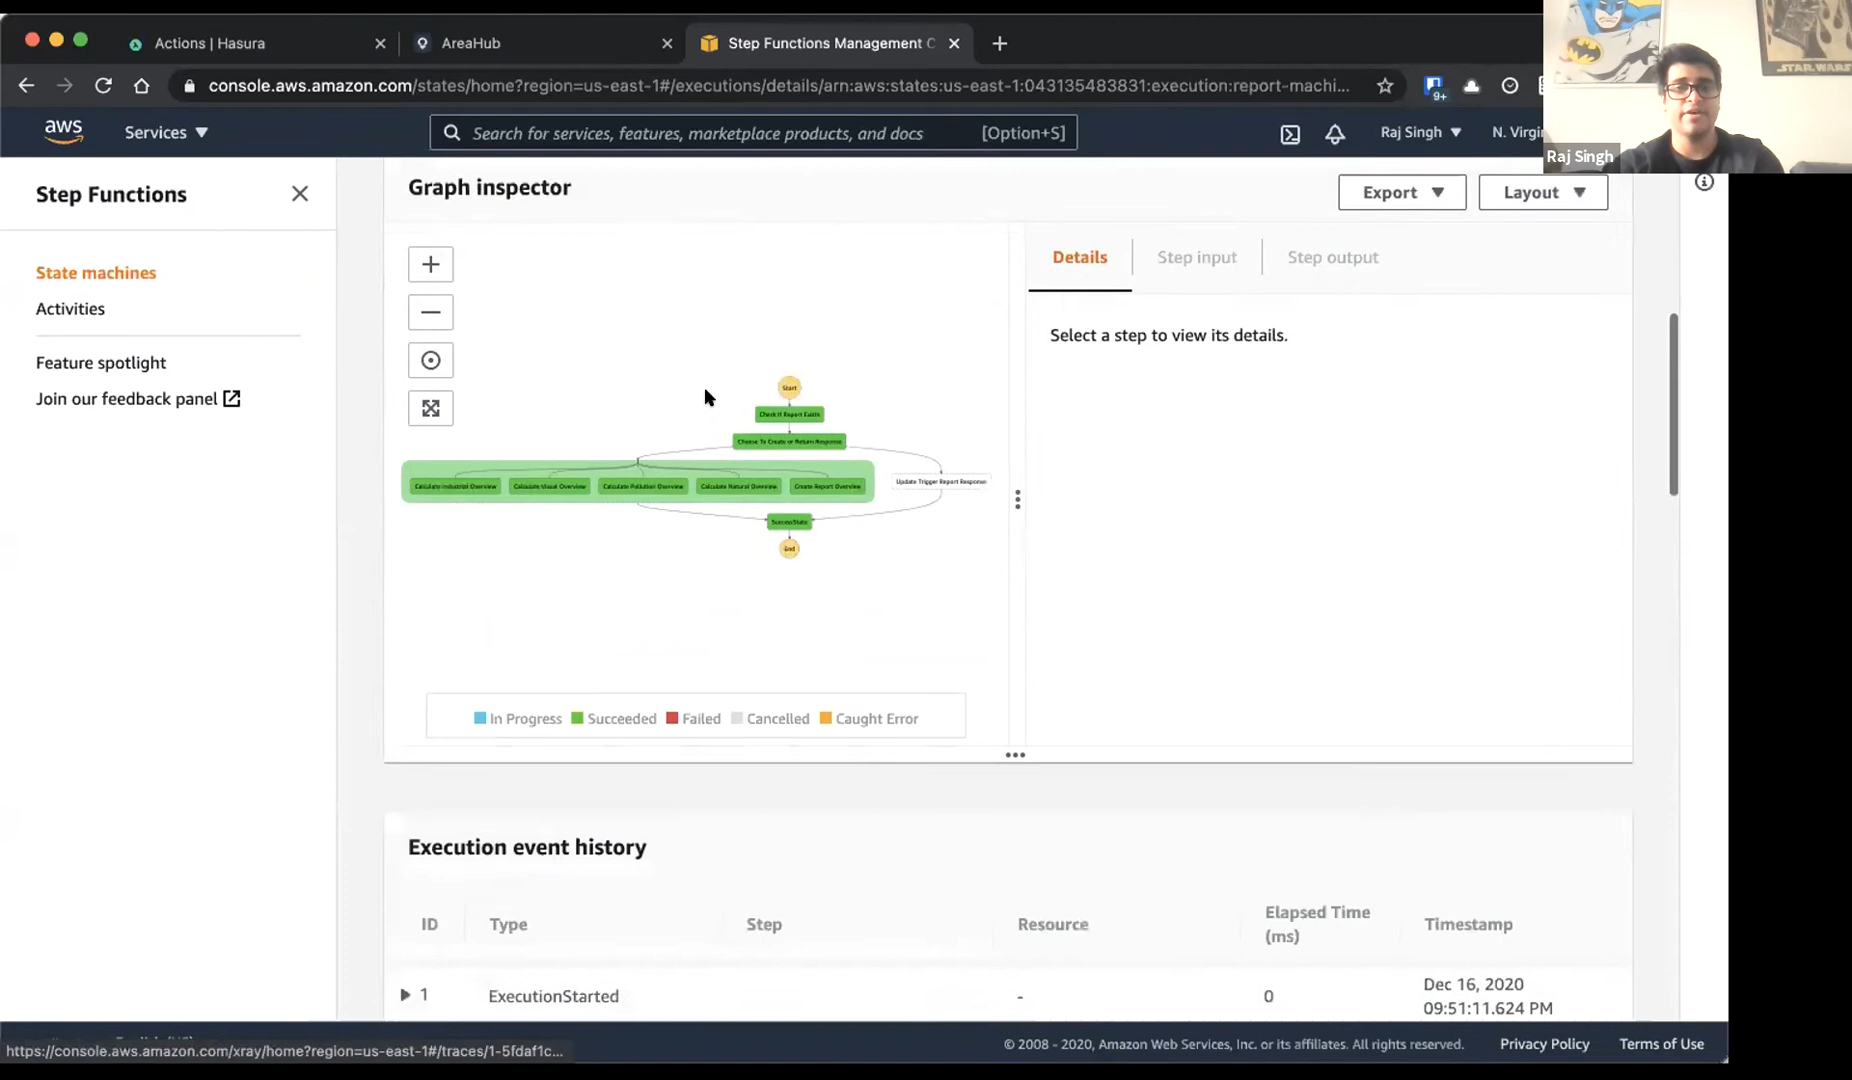 Actions | Hasura
AreaHub
Step Functions Management C
console.aws.amazon.com/states/home?region=us-east-1#/executions/details/arn:aws:states:us-east-1:043135483831:execution:report-machi...
9+
aws
Services
Search for services, features, marketplace products, and docs
[Option+S]
Raj Singh
N. Virgin
STAR.WARS
Raj Singh
Step Functions
State machines
Activities
Feature spotlight
Join our feedback panel
Graph inspector
Export
Layout
Details
Step input
Step output
Select a step to view its details.
Start
Check If Report Exists
Choose To Create or Return Response
Calculate Industrial Overview
Calculate Visual Overview
Calculate Pollution Overview
Calculate Natural Overview
Create Report Overview
Update Trigger Report Response
SuccessState
End
In Progress
Succeeded
Failed
Cancelled
Caught Error
Execution event history
ID
Type
Step
Resource
Elapsed Time
(ms)
Timestamp
1
ExecutionStarted
-
0
Dec 16, 2020
09:51:11.624 PM
https://console.aws.amazon.com/xray/home?region=us-east-1#/traces/1-5fdaf1c...
© 2008 - 2020, Amazon Web Services, Inc. or its affiliates. All rights reserved.
Privacy Policy
Terms of Use